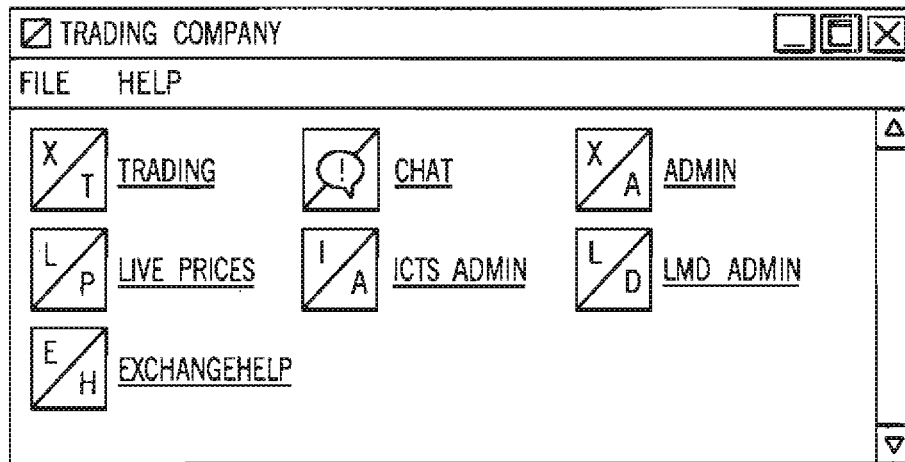 TRADING COMPANY
FILE HELP
X T TRADING ! CHAT X A ADMIN
L P LIVE PRICES I A ICTS ADMIN L D LMD ADMIN
E H EXCHANGEHELP